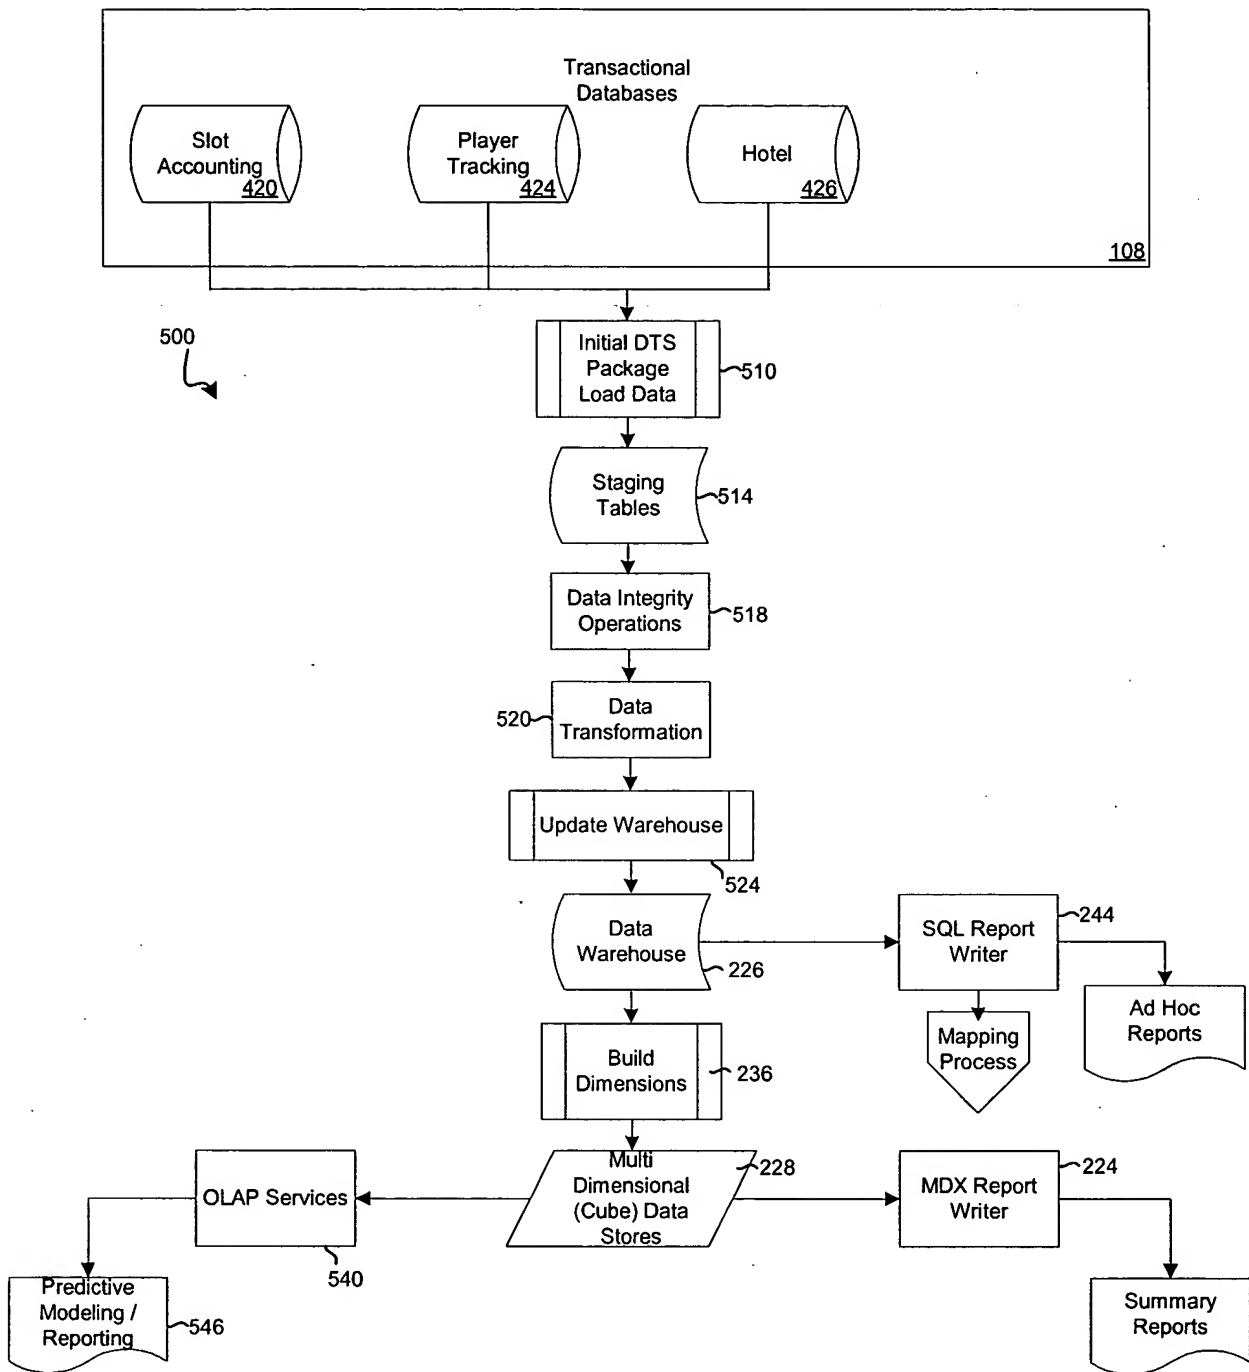 Transactional
Databases
Slot
Accounting
420
Player
Tracking
424
Hotel
426
108
500
Initial DTS
Package
Load Data
510
Staging
Tables
514
Data Integrity
Operations
518
520
Data
Transformation
Update Warehouse
524
Data
Warehouse
226
SQL Report
Writer
244
Mapping
Process
Ad Hoc
Reports
Build
Dimensions
236
OLAP Services
540
Multi
Dimensional
(Cube) Data
Stores
228
MDX Report
Writer
224
Predictive
Modeling /
Reporting
546
Summary
Reports